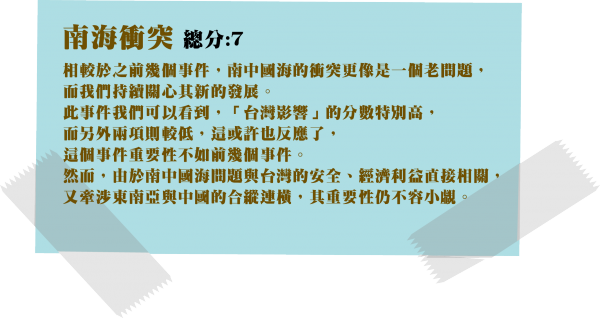 南海衝突 總分:7
相較於之前幾個事件，南中國海的衝突更像是一個老問題，
而我們持續關心其新的發展。
此事件我們可以看到，「台灣影響」的分數特別高，
而另外兩項則較低，這或許也反應了，
這個事件重要性不如前幾個事件。
然而，由於南中國海問題與台灣的安全、經濟利益直接相關，
又牽涉東南亞與中國的合縱連橫，其重要性仍不容小覷。